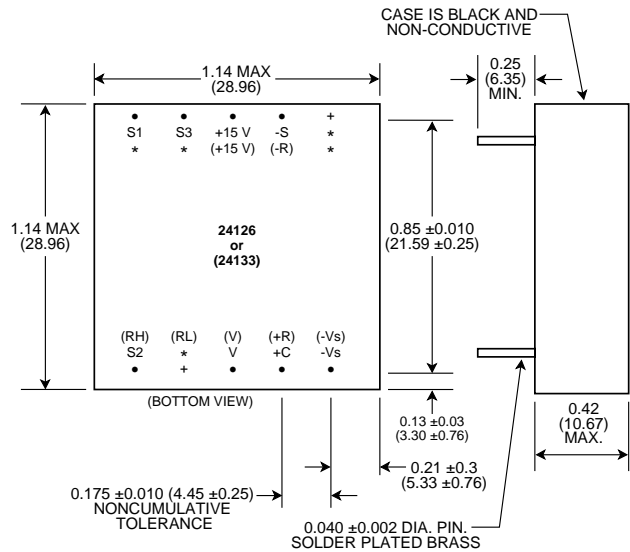 CASE IS BLACK AND
NON-CONDUCTIVE
1.14 MAX
(28.96)
0.25
(6.35)
MIN.
S1 S3 +15 V -S +
* * (+15 V) (-R) *
*
1.14 MAX
(28.96)
24126
or
(24133)
0.85 ±0.010
(21.59 ±0.25)
(RH) (RL) (V) (+R) (-Vs)
S2 * V +C -Vs
+
(BOTTOM VIEW)
0.13 ±0.03
(3.30 ±0.76)
0.42
(10.67)
MAX.
0.21 ±0.3
(5.33 ±0.76)
0.175 ±0.010 (4.45 ±0.25)
NONCUMULATIVE
TOLERANCE
0.040 ±0.002 DIA. PIN.
SOLDER PLATED BRASS